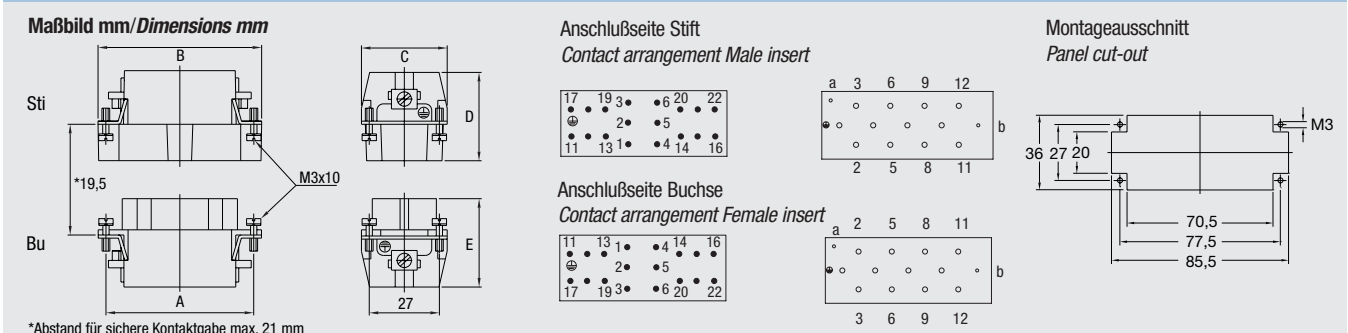 Maßbild mm/Dimensions mm
B
C
Sti
D
*19,5
M3x10
Bu
E
A
27
*Abstand für sichere Kontaktgabe max. 21 mm
Anschlußseite Stift
Contact arrangement Male insert
17 19 3 6 20 22
2 5
11 13 1 4 14 16
a 3 6 9 12
b
2 5 8 11
Anschlußseite Buchse
Contact arrangement Female insert
11 13 1 4 14 16
2 5
17 19 3 6 20 22
a 2 5 8 11
b
3 6 9 12
Montageausschnitt
Panel cut-out
M3
36 27 20
70,5
77,5
85,5